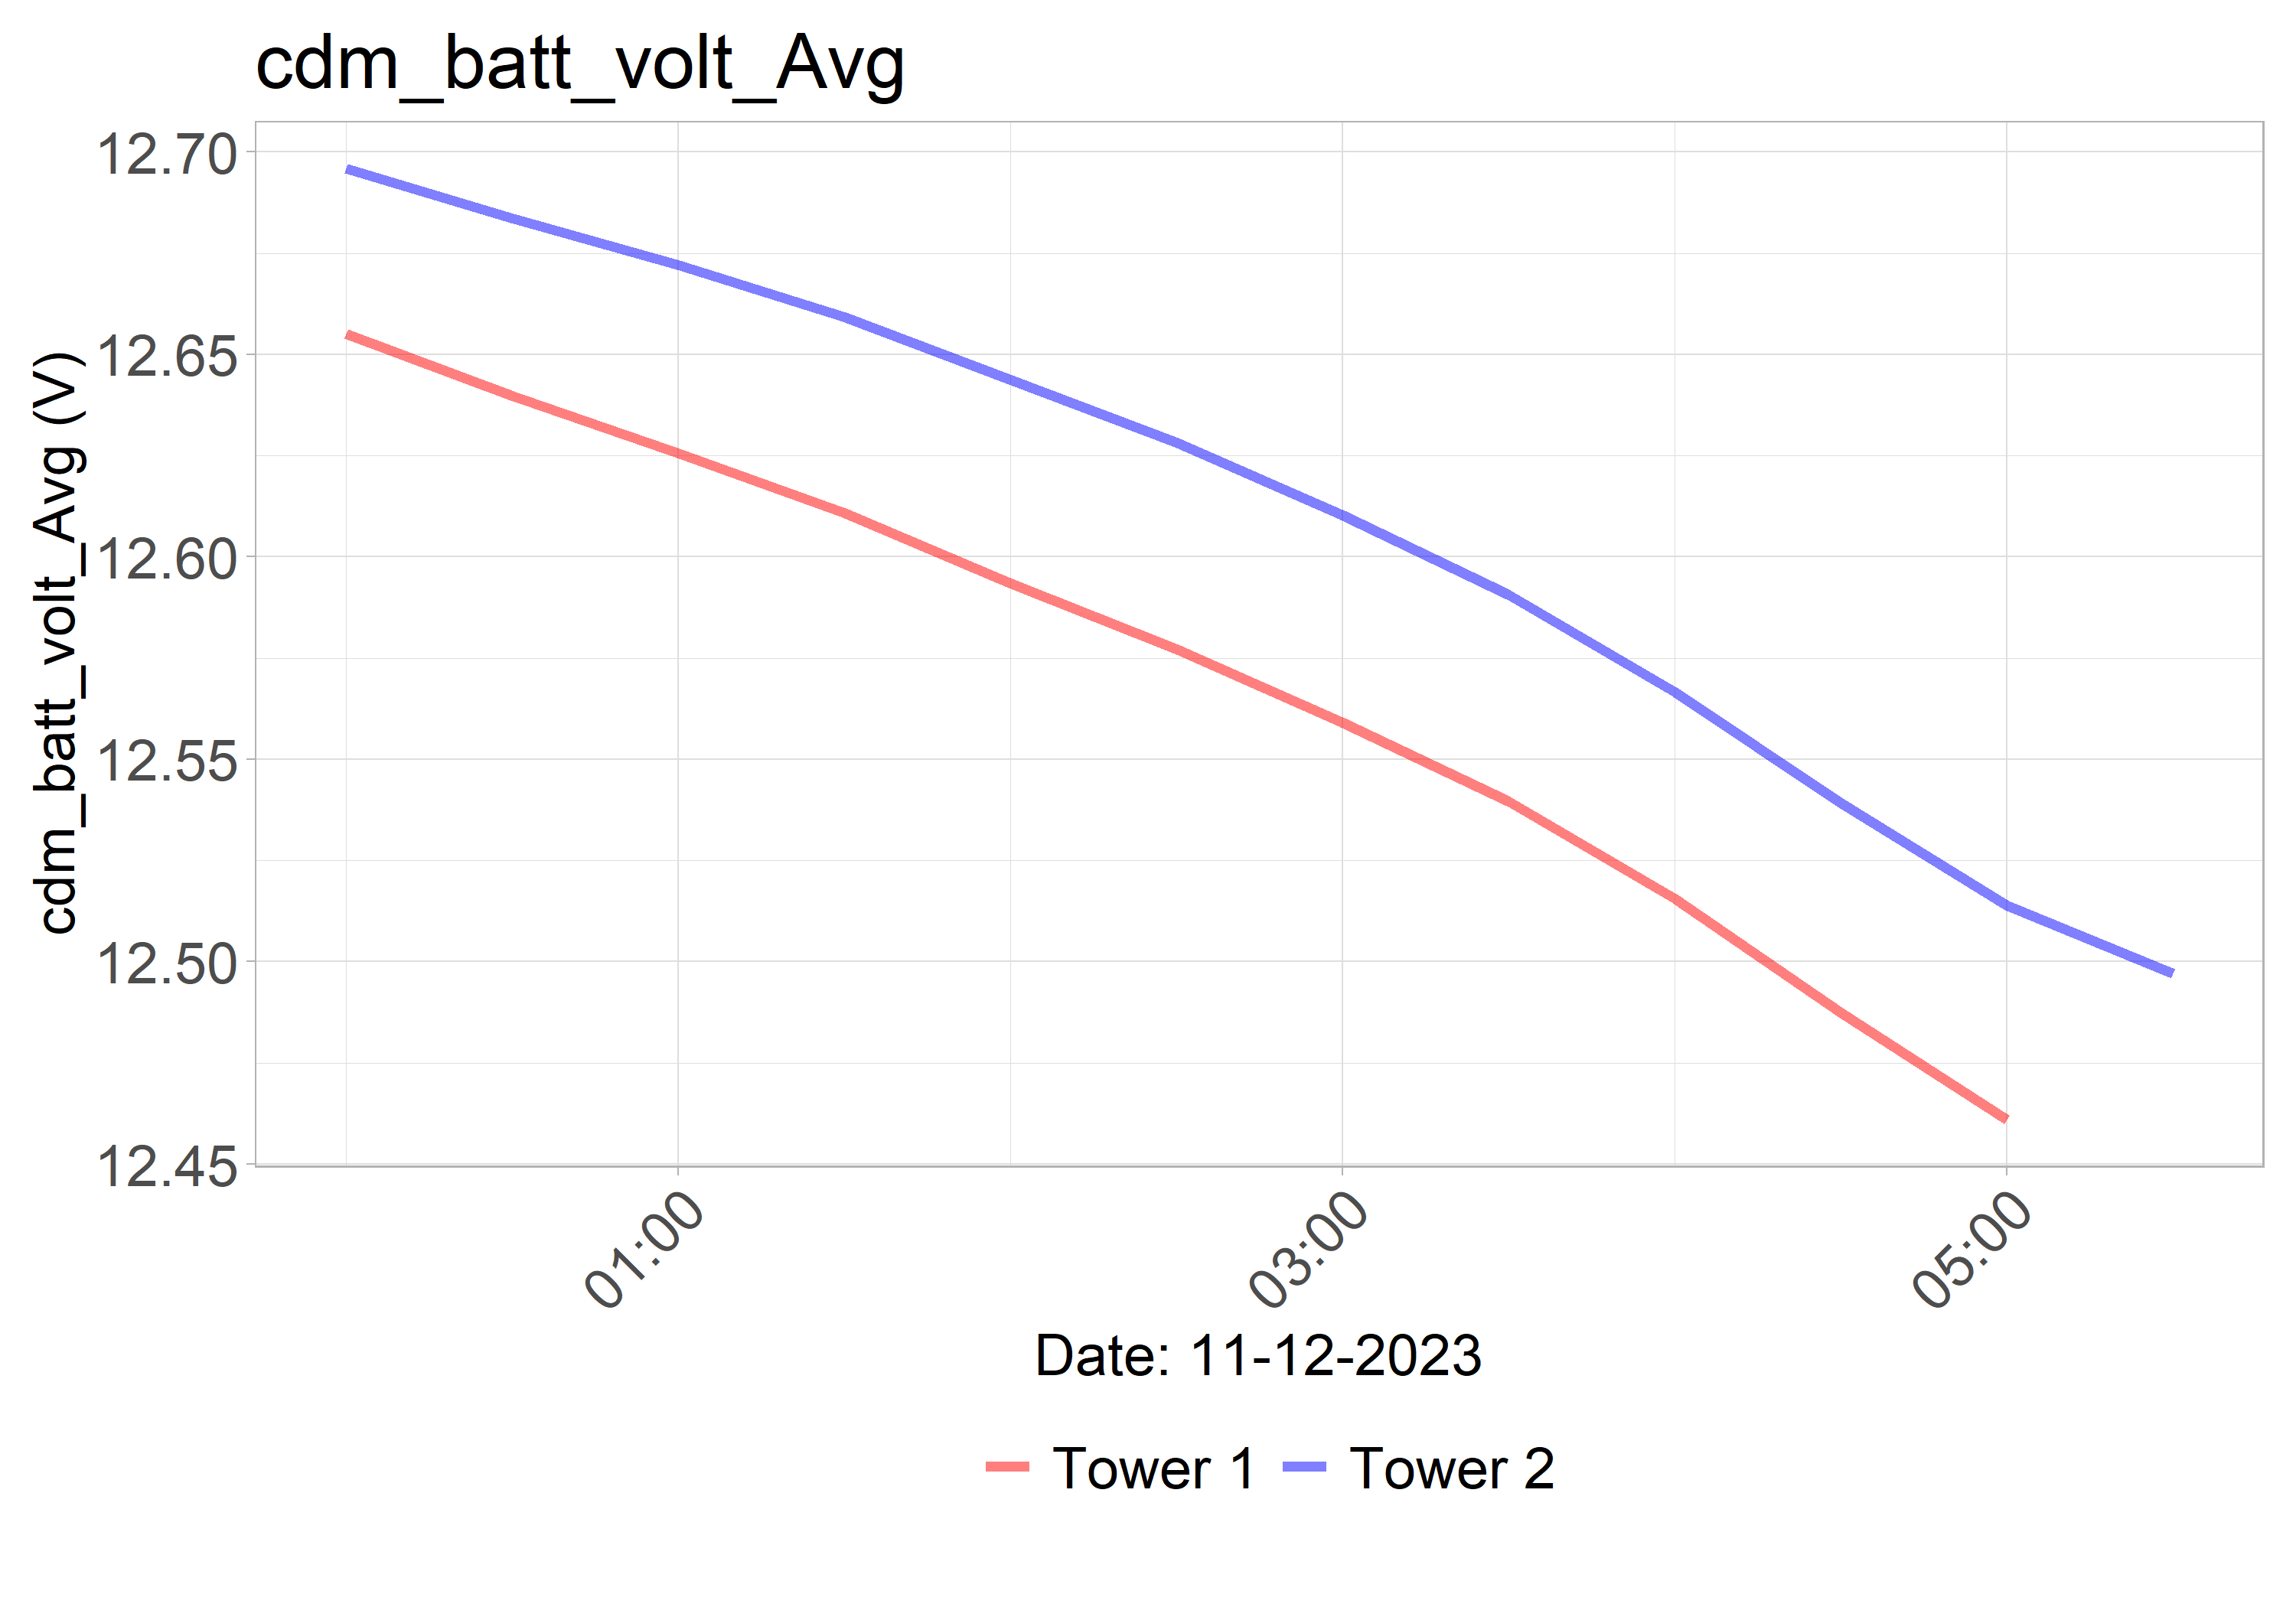 cdm_batt_volt_Avg
cdm_batt_volt_Avg (V)
12.70
12.65
12.60
12.55
12.50
12.45
01:00
03:00
05:00
Date: 11-12-2023
Tower 1
Tower 2